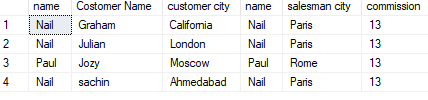 name Costomer Name customer city name salesman city commission
1 Nail Graham California Nail Paris 13
2 Nail Julian London Nail Paris 13
3 Paul Jozy Moscow Paul Rome 13
4 Nail sachin Ahmedabad Nail Paris 13